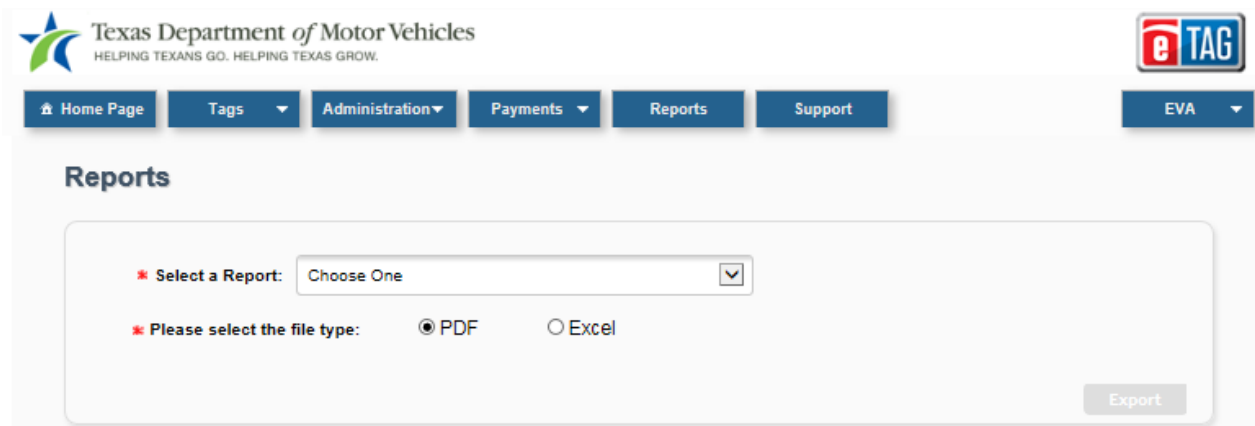 Texas Department of Motor Vehicles
HELPING TEXANS GO. HELPING TEXAS GROW.
eTAG
Home Page Tags Administration Payments Reports Support EVA
Reports
* Select a Report: Choose One
* Please select the file type: PDF Excel
Export